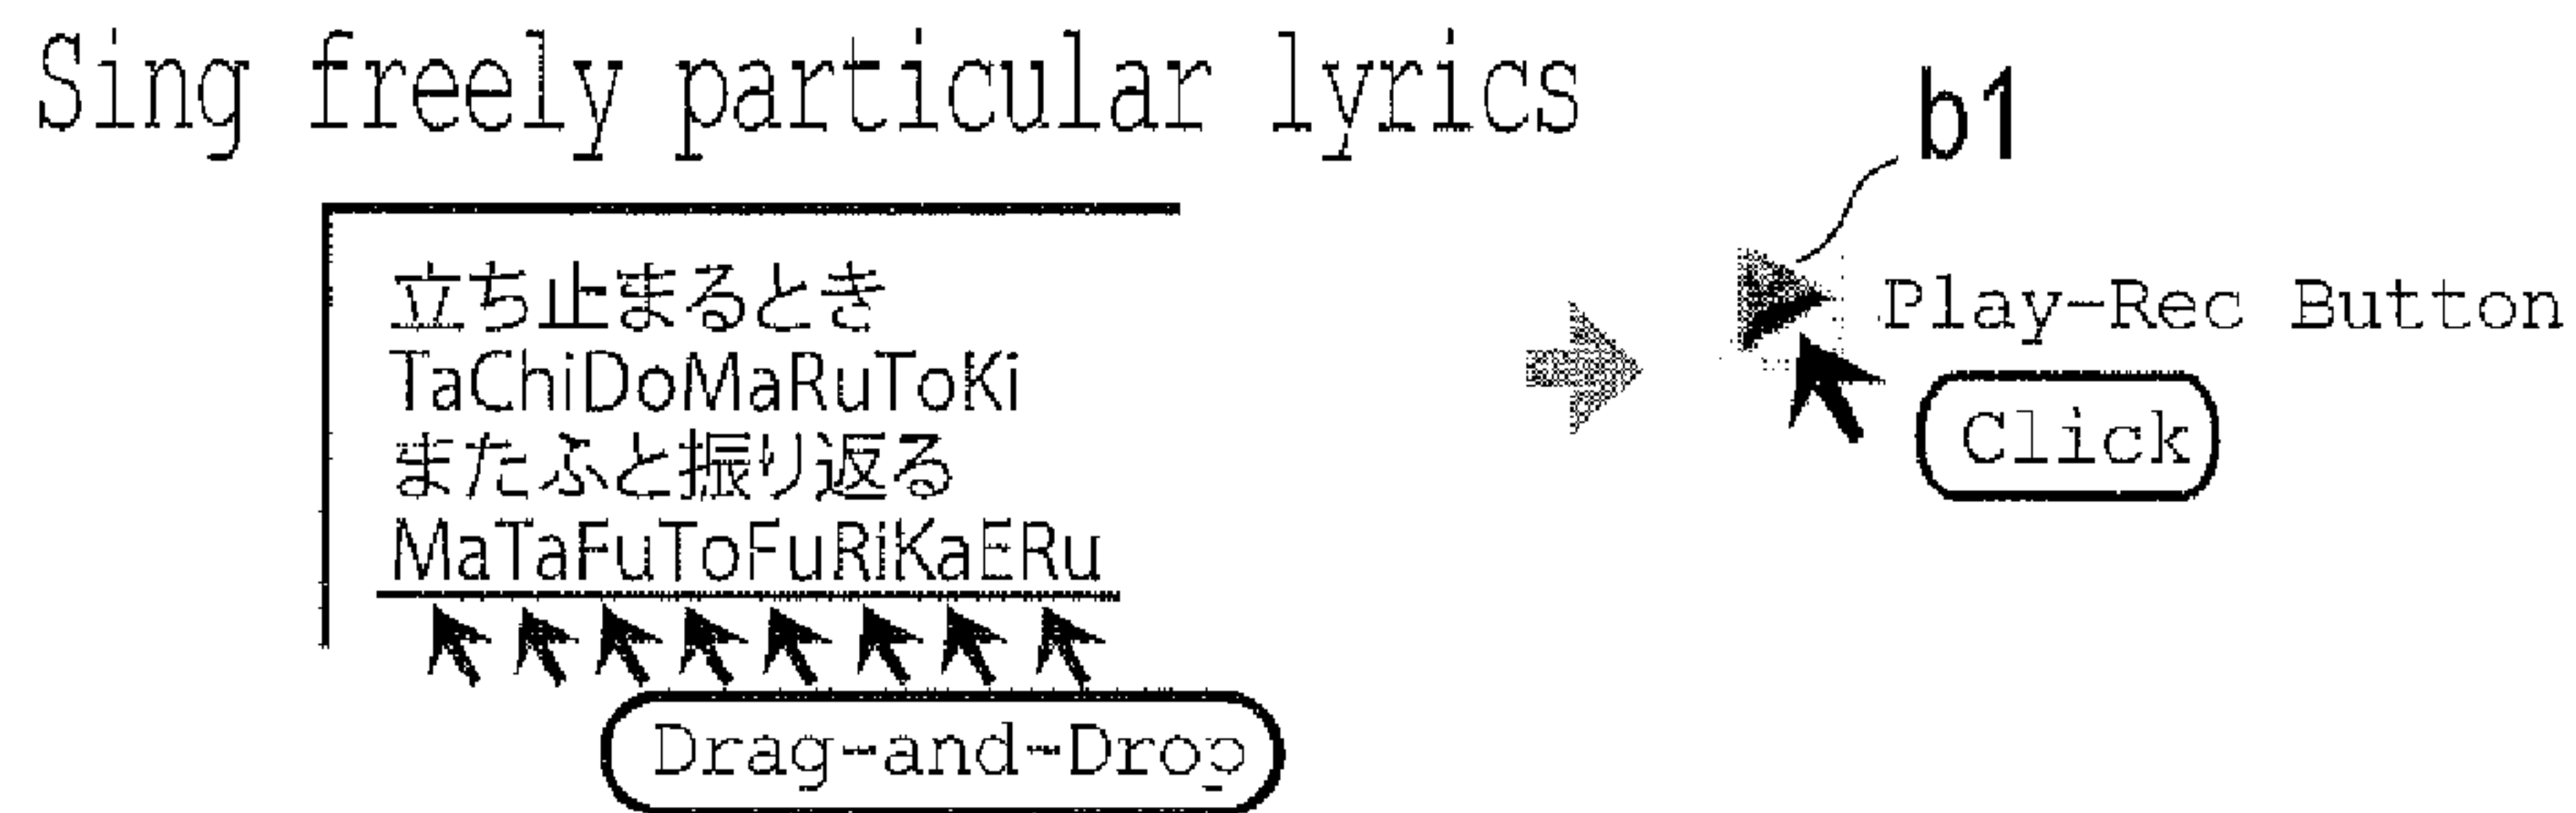 Sing freely particular lyrics
b1
立ち止まるとき
TaChiDoMaRuToKi
またふと振り返る
MaTaFuToFuRiKaERu
Drag-and-Drop
Play-Rec Button
Click